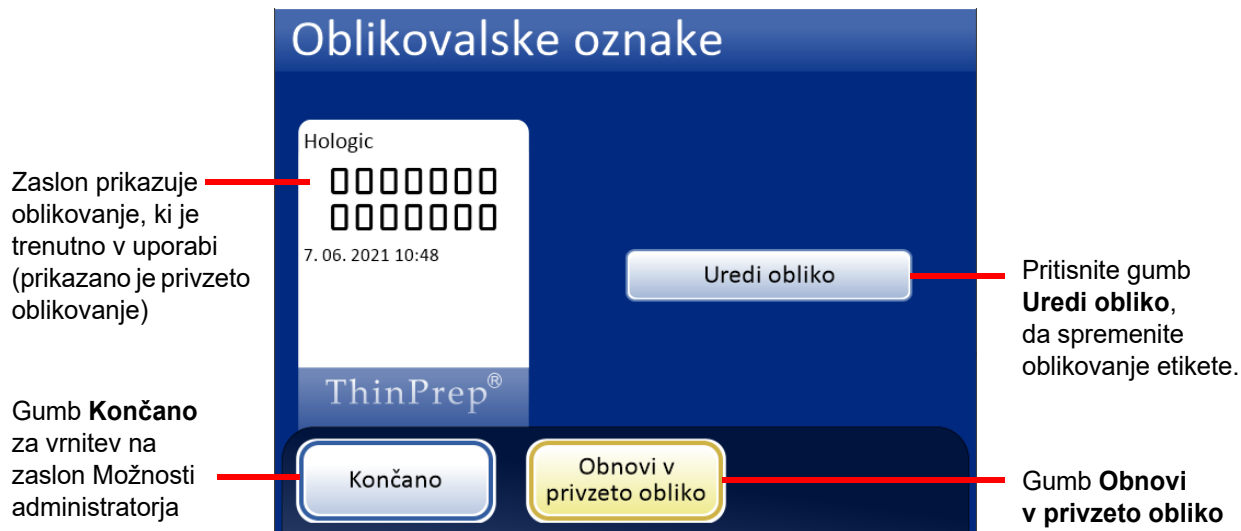 Oblikovalske oznake
Hologic
7. 06. 2021 10:48
ThinPrep®
Uredi obliko
Končano
Obnovi v
privzeto obliko
Zaslon prikazuje
oblikovanje, ki je
trenutno v uporabi
(prikazano je privzeto
oblikovanje)
Gumb Končano
za vrnitev na
zaslon Možnosti
administratorja
Pritisnite gumb
Uredi obliko,
da spremenite
oblikovanje etikete.
Gumb Obnovi
v privzeto obliko